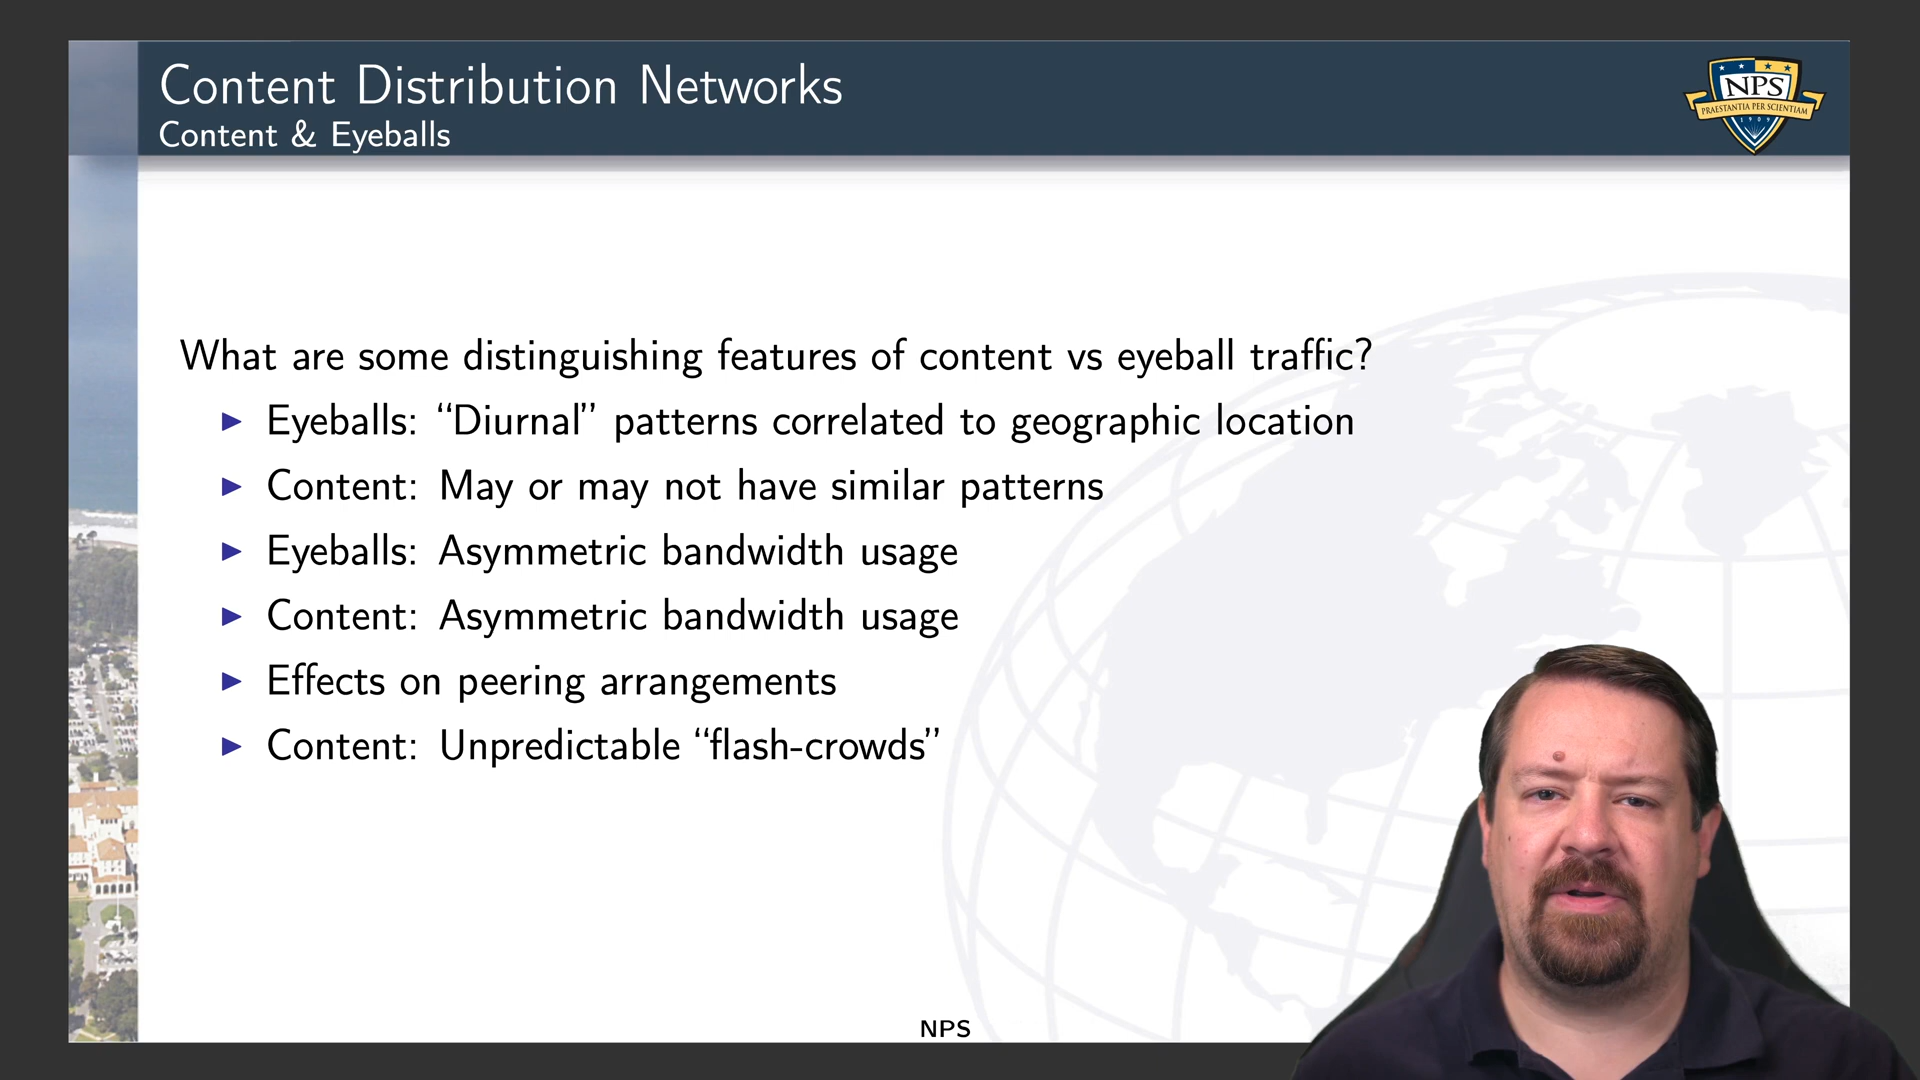 Content Distribution Networks
Content & Eyeballs
NPS
PRAESTANTIA PER SCIENTIAM
1909
What are some distinguishing features of content vs eyeball traffic?
Eyeballs: “Diurnal” patterns correlated to geographic location
Content: May or may not have similar patterns
Eyeballs: Asymmetric bandwidth usage
Content: Asymmetric bandwidth usage
Effects on peering arrangements
Content: Unpredictable “flash-crowds”
NPS